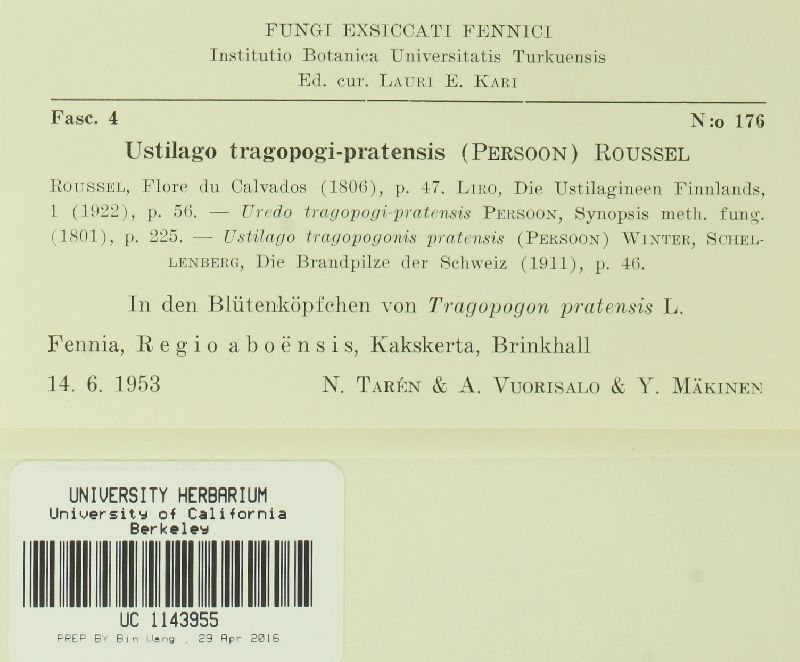 FUNGI EXSICCATI FENNICI
Institutio Botanica Universitatis Turkuensis
Ed. cur. LAURI E. KARI
Fasc. 4 N:o 176
Ustilago tragopogi-pratensis (PERSOON) ROUSSEL
ROUSSEL, Flore du Calvados (1806), p. 47. LIRO, Die Ustilagineen Finnlands,
1 (1922), p. 56. — Uredo tragopogi-pratensis PERSOON, Synopsis meth. fung.
(1801), p. 225. — Ustilago tragopogonis pratensis (PERSOON) WINTER, SCHEL-
LENBERG, Die Brandpilze der Schweiz (1911), p. 46.
In den Blütenköpfchen von Tragopogon pratensis L.
Fennia, Regio aboënsis, Kakskerta, Brinkhall
14. 6. 1953 N. TARÉN & A. VUORISALO & Y. MÄKINEN
UNIVERSITY HERBARIUM
University of California
Berkeley
UC 1143955
PREP BY Bin Wang , 29 Apr 2016